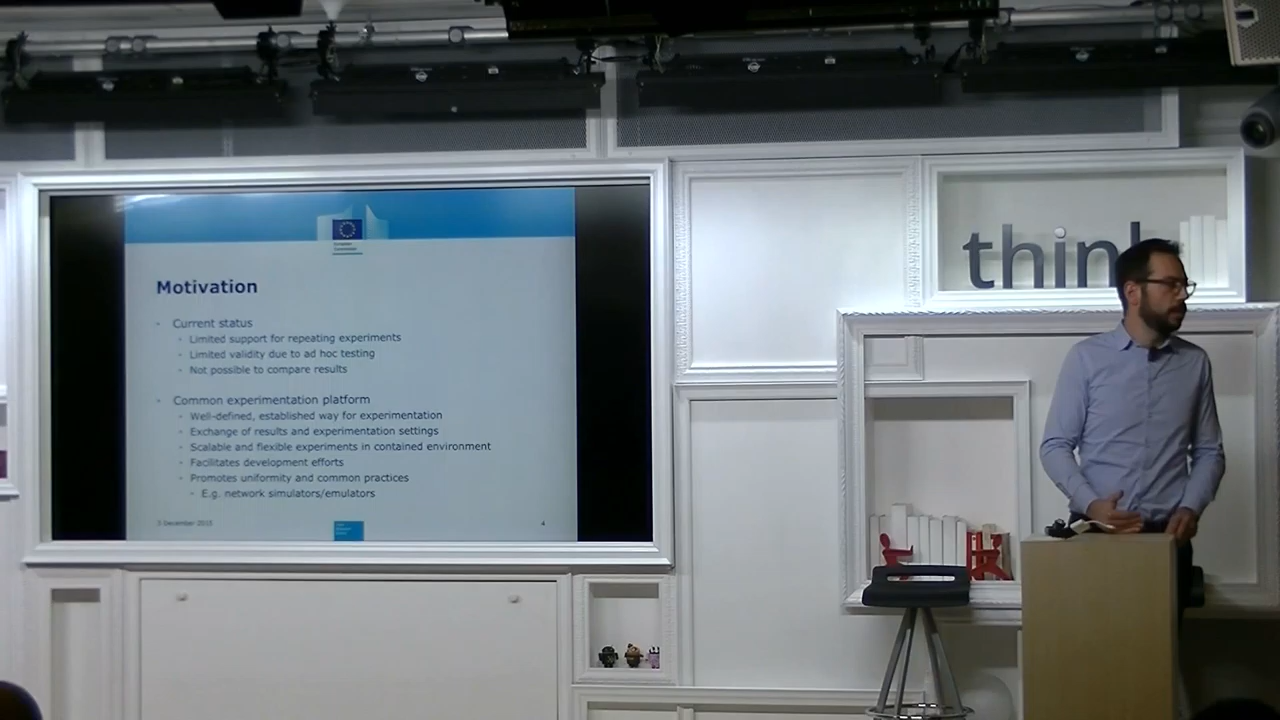 European
Commission
Motivation
Current status
Limited support for repeating experiments
Limited validity due to ad hoc testing
Not possible to compare results
Common experimentation platform
Well-defined, established way for experimentation
Exchange of results and experimentation settings
Scalable and flexible experiments in contained environment
Facilitates development efforts
Promotes uniformity and common practices
E.g. network simulators/emulators
3 December 2015
4
think